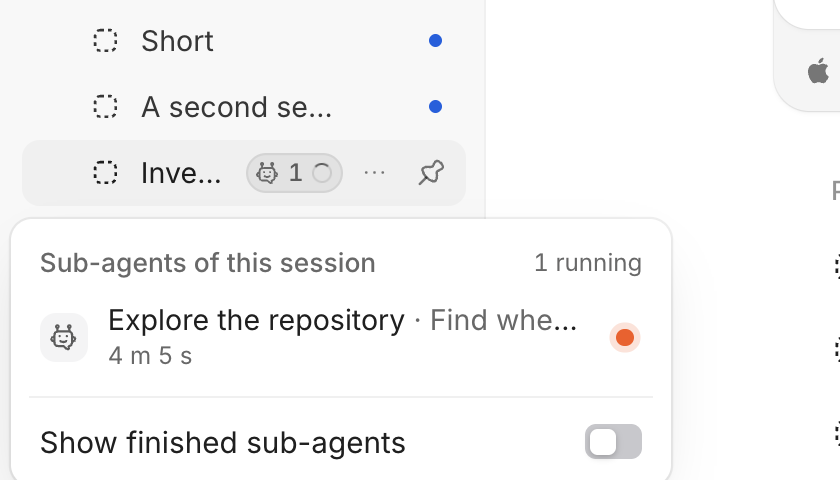 Short
A second se...
Inve... 1 ...
Sub-agents of this session 1 running
Explore the repository · Find whe...
4 m 5 s
Show finished sub-agents